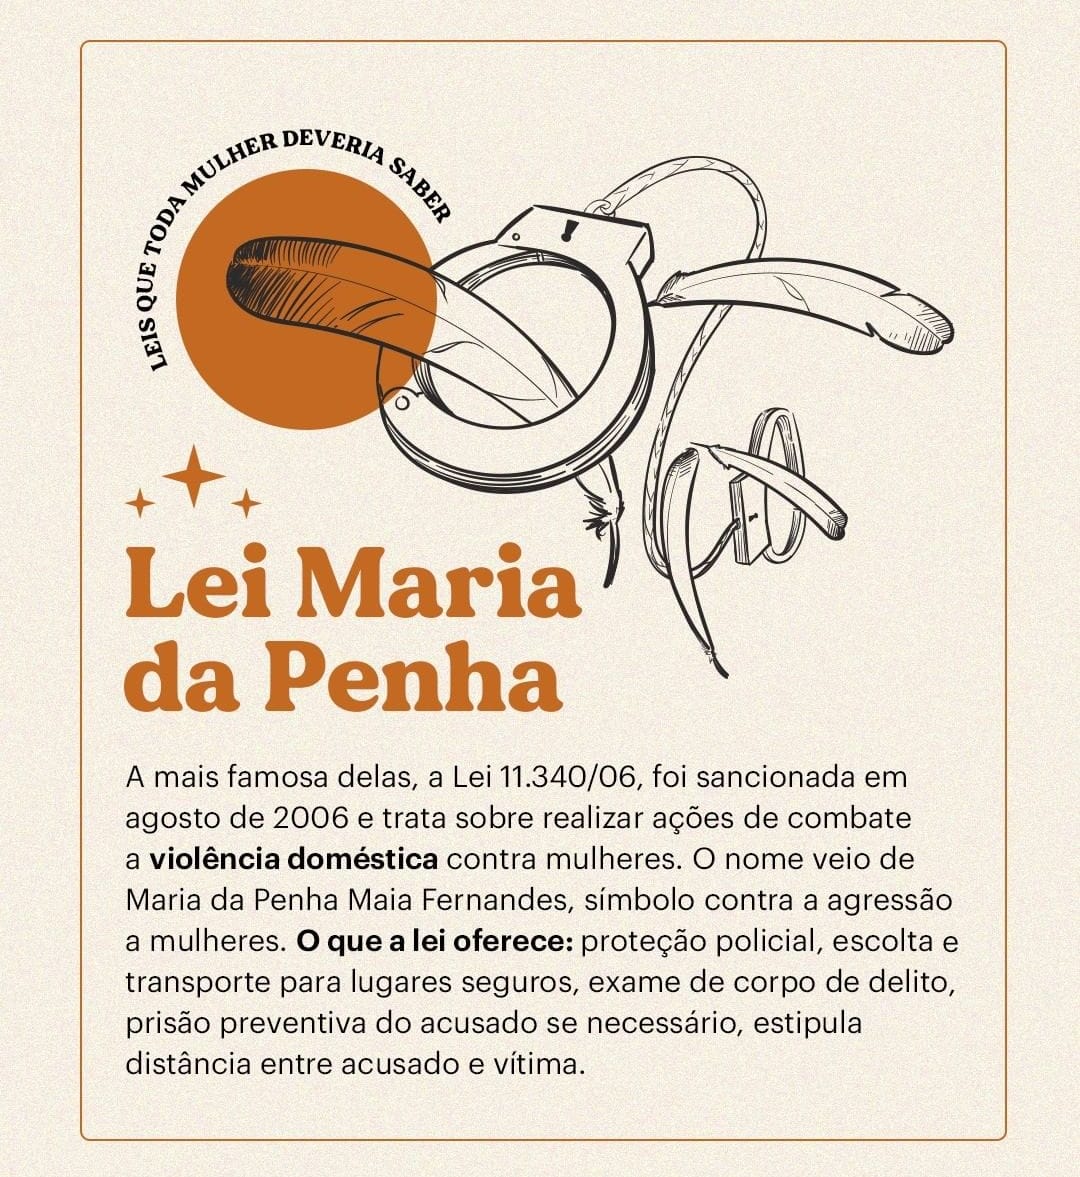 LEIS QUE TODA MULHER DEVERIA SABER
Lei Maria
da Penha
A mais famosa delas, a Lei 11.340/06, foi sancionada em
agosto de 2006 e trata sobre realizar ações de combate
a violência doméstica contra mulheres. O nome veio de
Maria da Penha Maia Fernandes, símbolo contra a agressão
a mulheres. O que a lei oferece: proteção policial, escolta e
transporte para lugares seguros, exame de corpo de delito,
prisão preventiva do acusado se necessário, estipula
distância entre acusado e vítima.